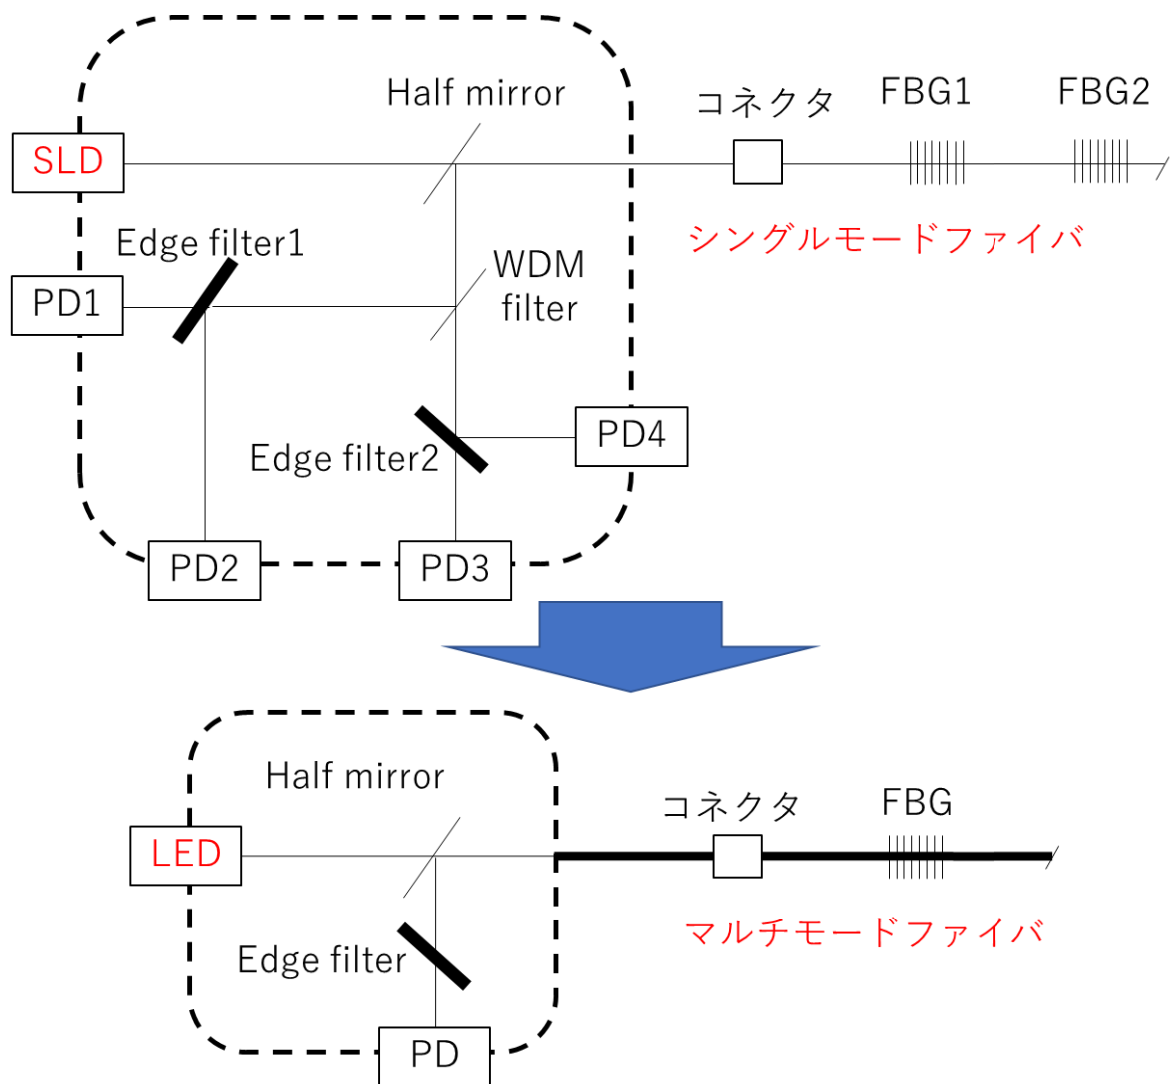 Half mirror
コネクタ
FBG1
FBG2
SLD
シングルモードファイバ
Edge filter1
WDM
filter
PD1
Edge filter2
PD4
PD2
PD3
Half mirror
コネクタ
FBG
LED
マルチモードファイバ
Edge filter
PD